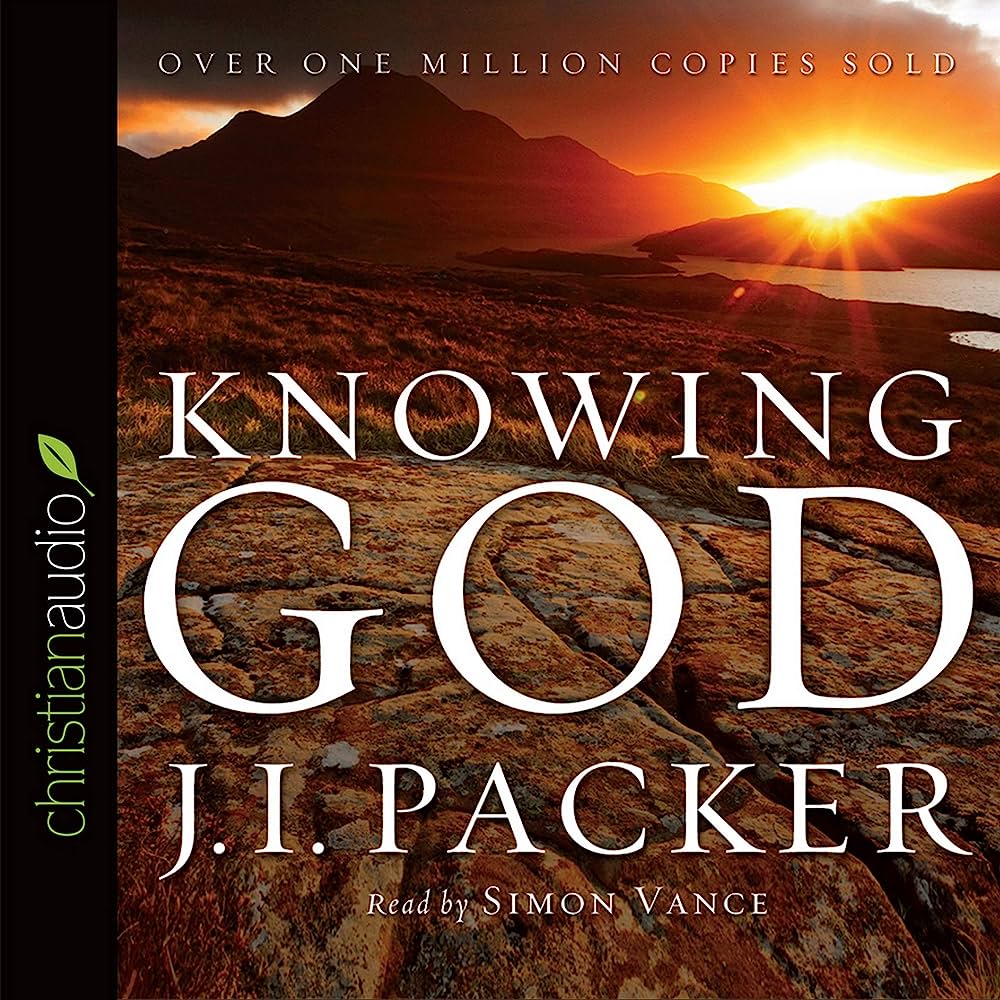 OVER ONE MILLION COPIES SOLD
KNOWING
GOD
J.I. PACKER
Read by SIMON VANCE
christianaudio